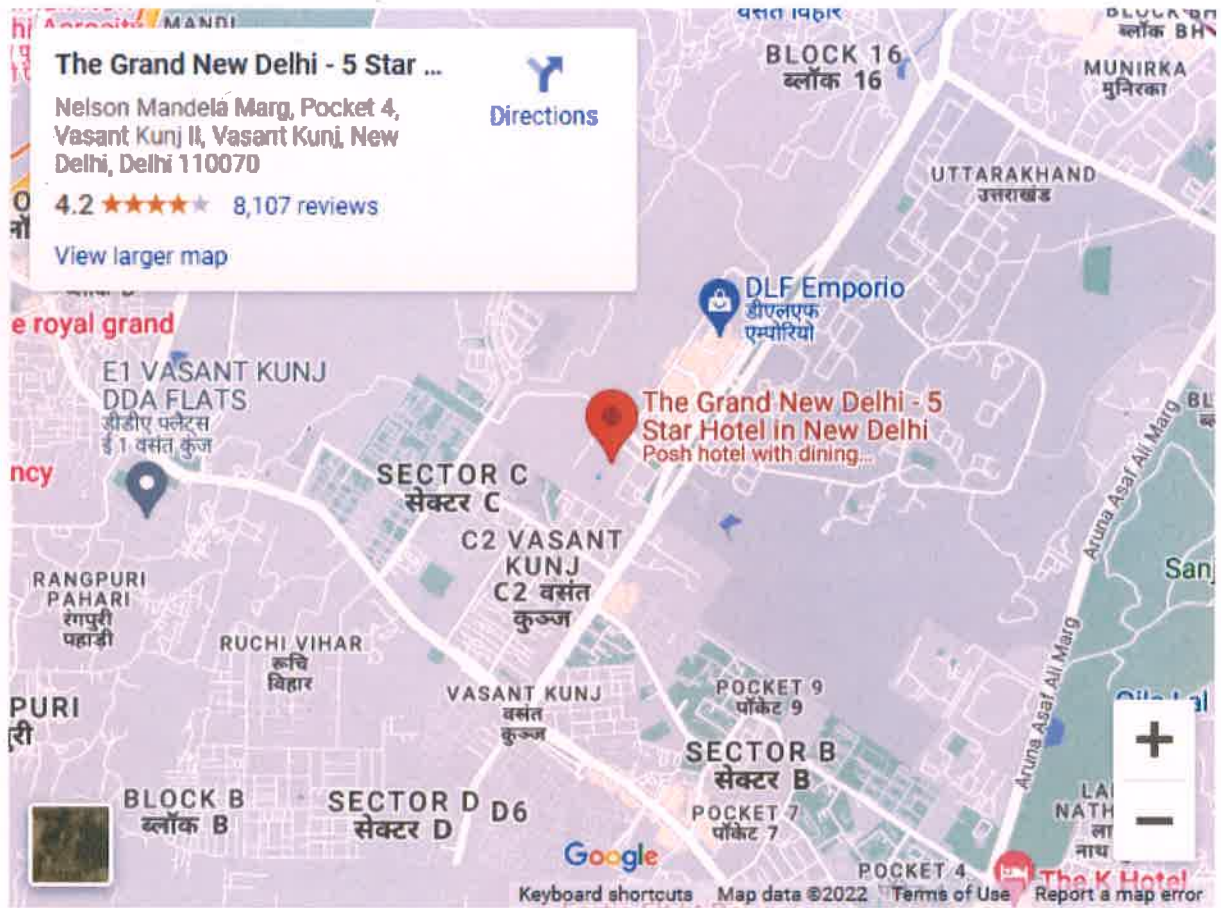 MANDI
The Grand New Delhi - 5 Star ...
Nelson Mandela Marg, Pocket 4,
Vasant Kunj II, Vasant Kunj, New
Delhi, Delhi 110070
4.2
8,107 reviews
View larger map
Directions
वसंत विहार
BLOCK 16
ब्लॉक 16
ब्लॉक BH
MUNIRKA
मुनिरका
UTTARAKHAND
उत्तराखंड
DLF Emporio
डीएलएफ
एम्पोरियो
e royal grand
E1 VASANT KUNJ
DDA FLATS
डीडीए फ्लैट्स
ई 1 वसंत कुंज
ncy
The Grand New Delhi - 5
Star Hotel in New Delhi
Posh hotel with dining...
SECTOR C
सेक्टर C
C2 VASANT
KUNJ
C2 वसंत
कुञ्ज
Aruna Asaf Ali Marg
Sanj
RANGPURI
PAHARI
रंगपुरी
पहाड़ी
RUCHI VIHAR
रूचि
विहार
VASANT KUNJ
वसंत
कुञ्ज
POCKET 9
पॉकेट 9
PURI
Aruna Asaf Ali Marg
SECTOR B
सेक्टर B
BLOCK B
ब्लॉक B
SECTOR D
सेक्टर D
D6
POCKET 7
पॉकेट 7
NATH
ला
नाथ
POCKET 4
The K Hotel
Google
Keyboard shortcuts Map data ©2022 Terms of Use Report a map error